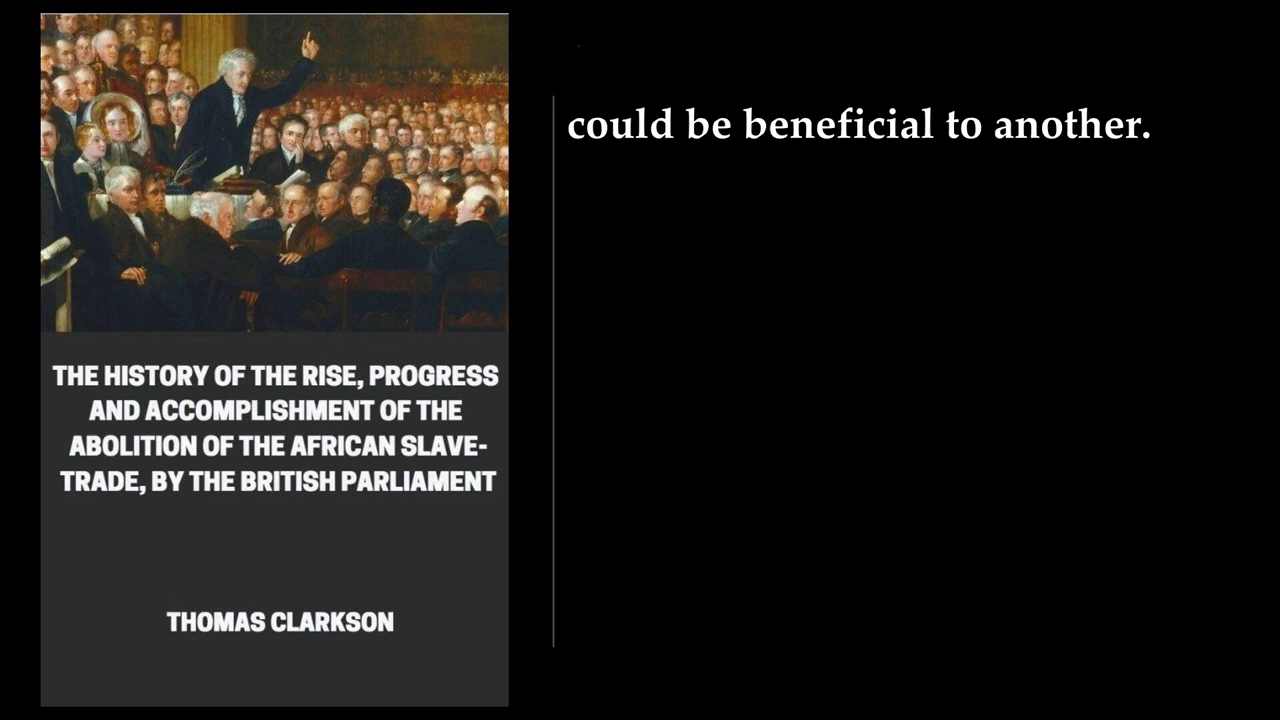 THE HISTORY OF THE RISE, PROGRESS
AND ACCOMPLISHMENT OF THE
ABOLITION OF THE AFRICAN SLAVE-
TRADE, BY THE BRITISH PARLIAMENT
THOMAS CLARKSON
could be beneficial to another.